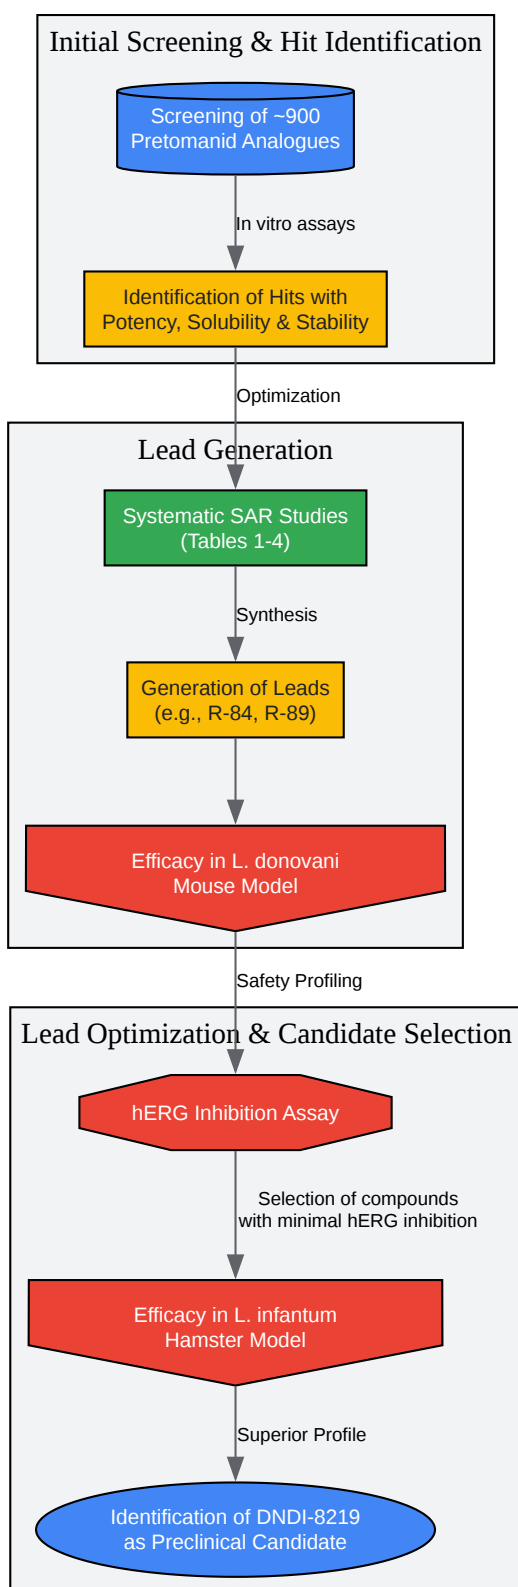 Initial Screening & Hit Identification
Screening of ~900
Pretomanid Analogues
In vitro assays
Identification of Hits with
Potency, Solubility & Stability
Optimization
Lead Generation
Systematic SAR Studies
(Tables 1-4)
Synthesis
Generation of Leads
(e.g., R-84, R-89)
Efficacy in L. donovani
Mouse Model
Safety Profiling
Lead Optimization & Candidate Selection
hERG Inhibition Assay
Selection of compounds
with minimal hERG inhibition
Efficacy in L. infantum
Hamster Model
Superior Profile
Identification of DNDI-8219
as Preclinical Candidate